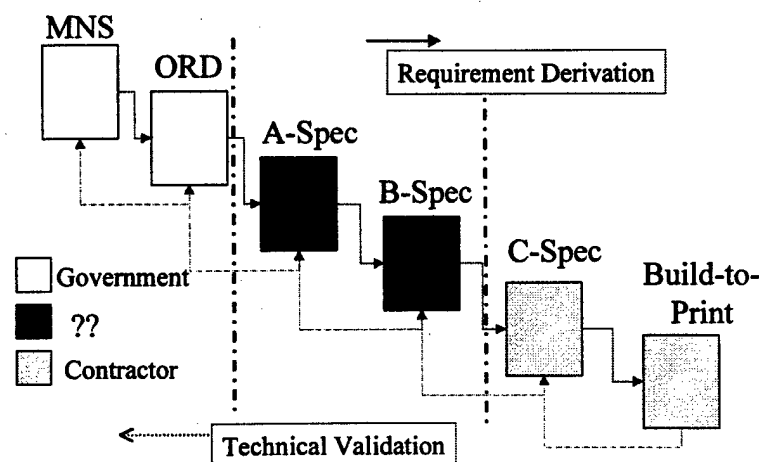 MNS
ORD
Requirement Derivation
A-Spec
B-Spec
C-Spec
Build-to-
Print
Government
??
Contractor
Technical Validation